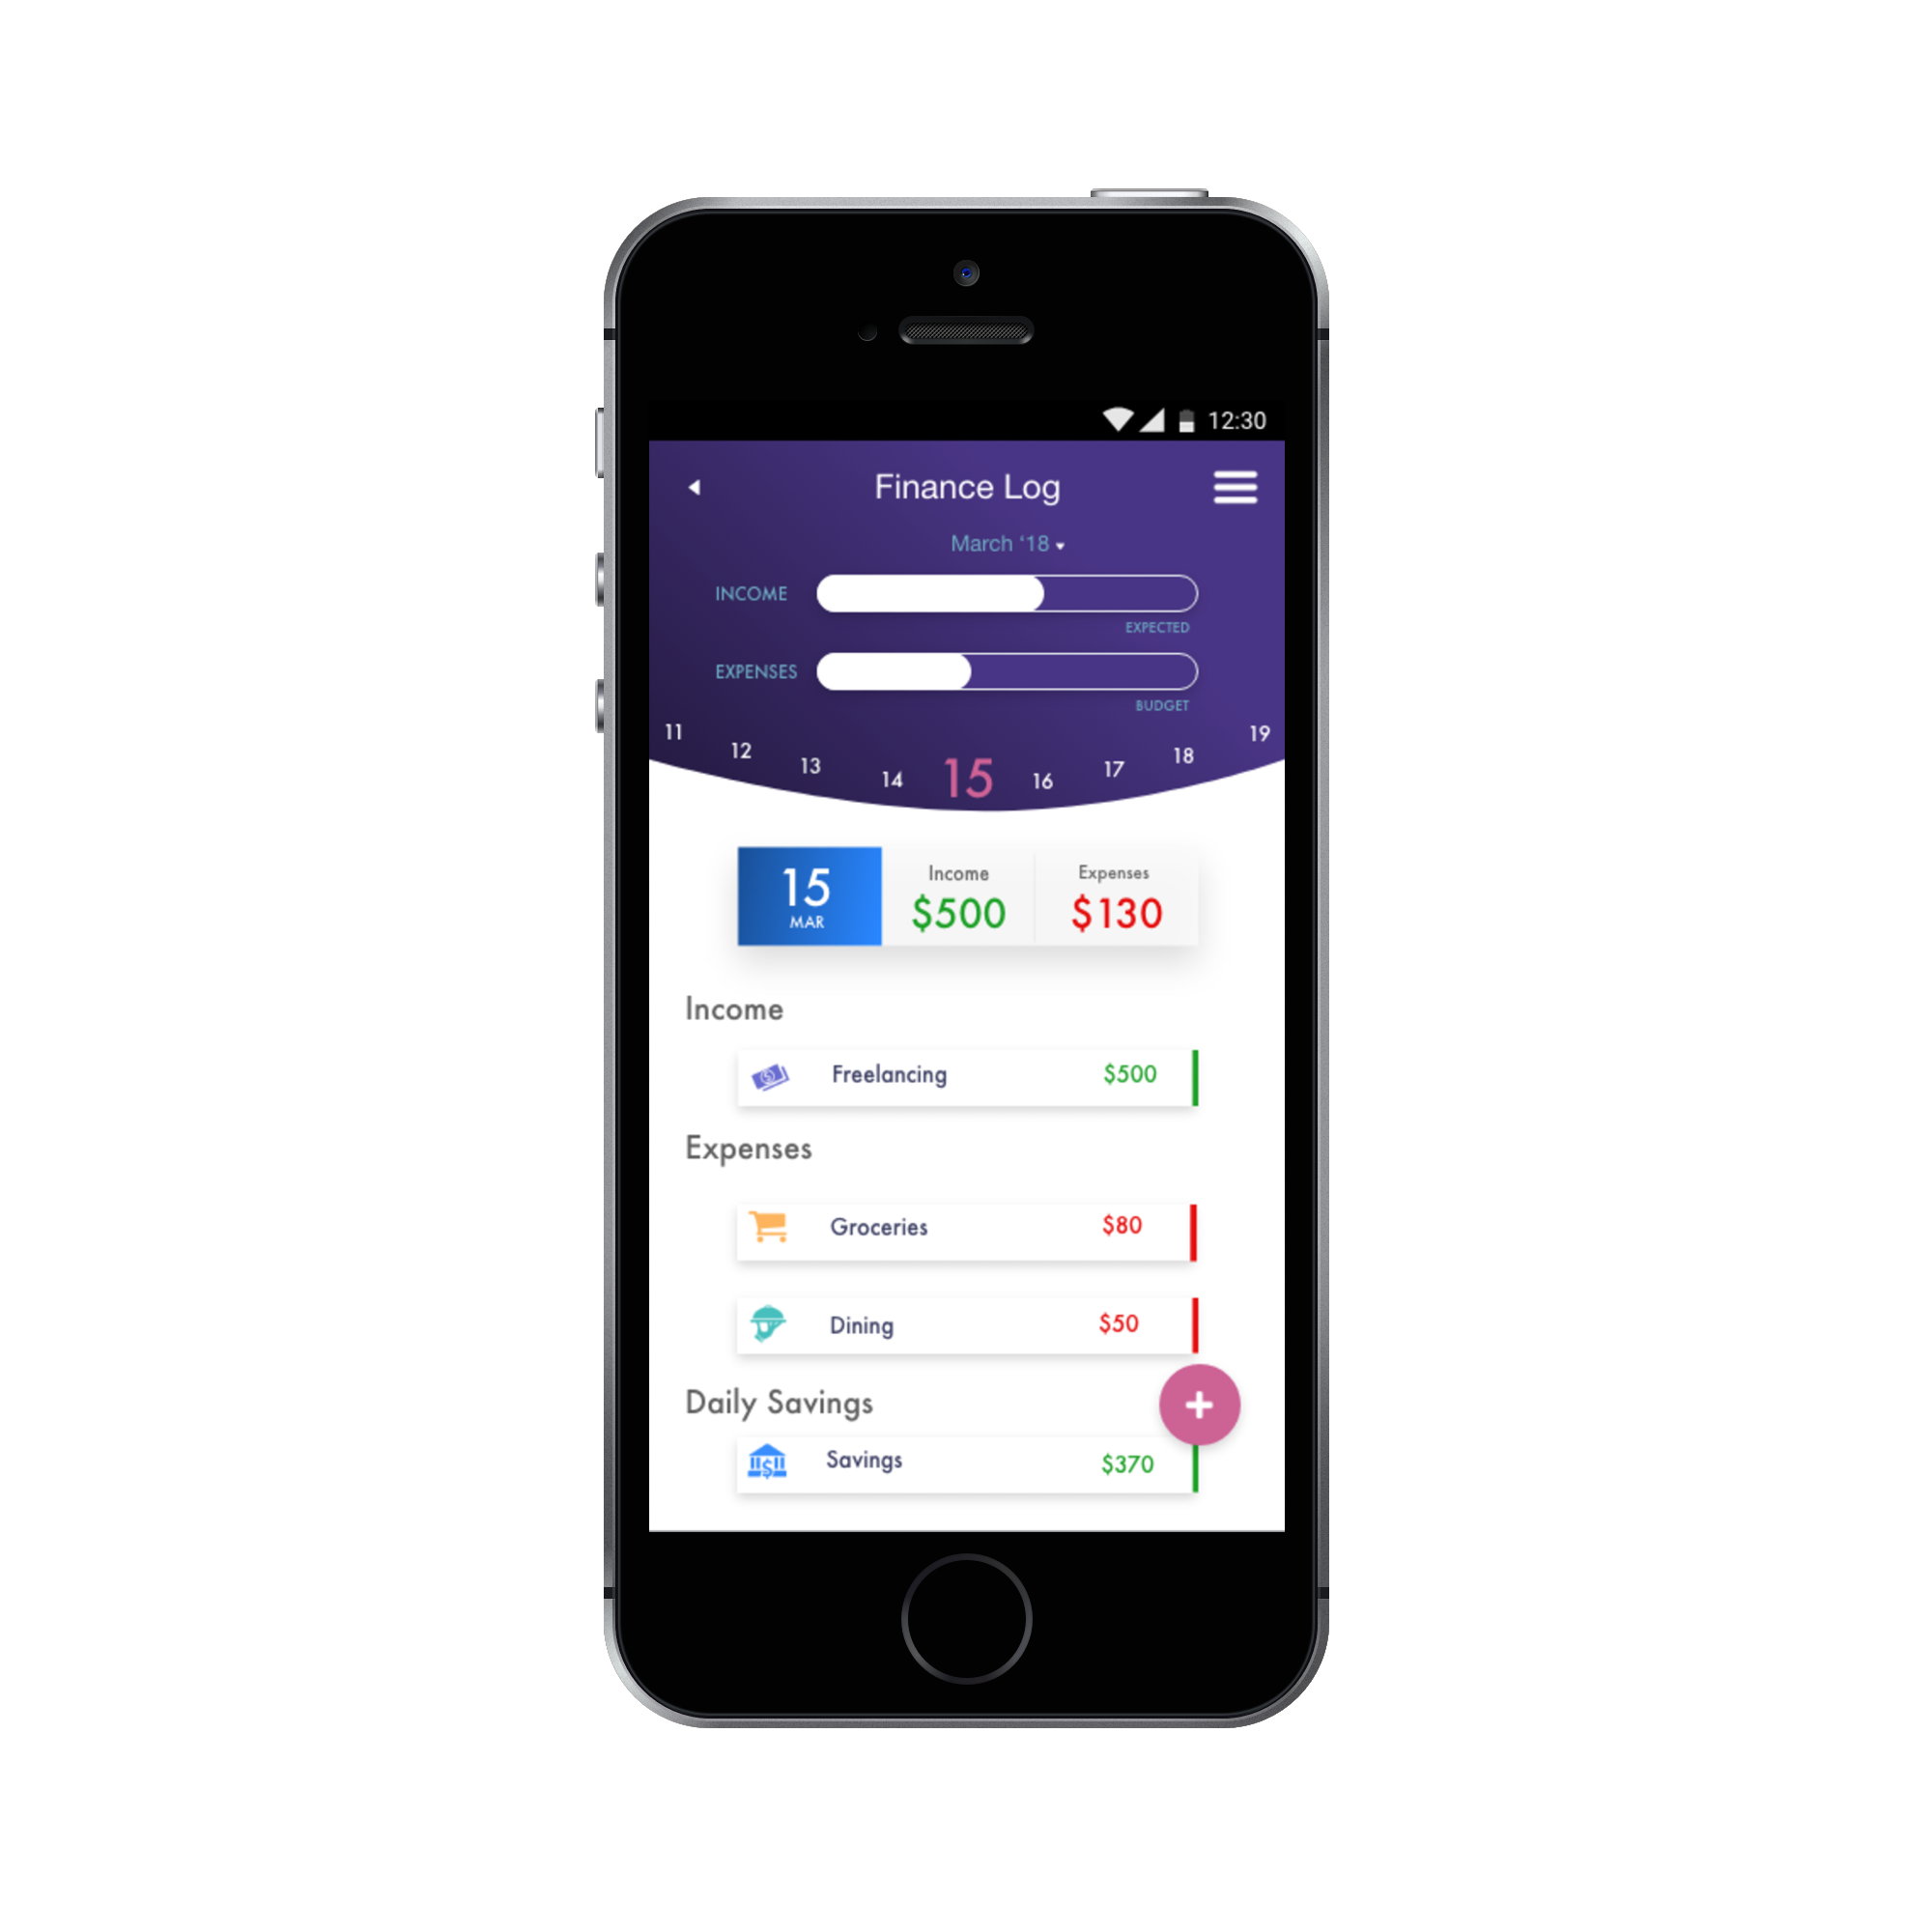 12:30
Finance Log
March ‘18
INCOME
EXPECTED
EXPENSES
BUDGET
11 12 13 14 15 16 17 18 19
15 Income Expenses
MAR $500 $130
Income
Freelancing $500
Expenses
Groceries $80
Dining $50
Daily Savings
+
Savings $370